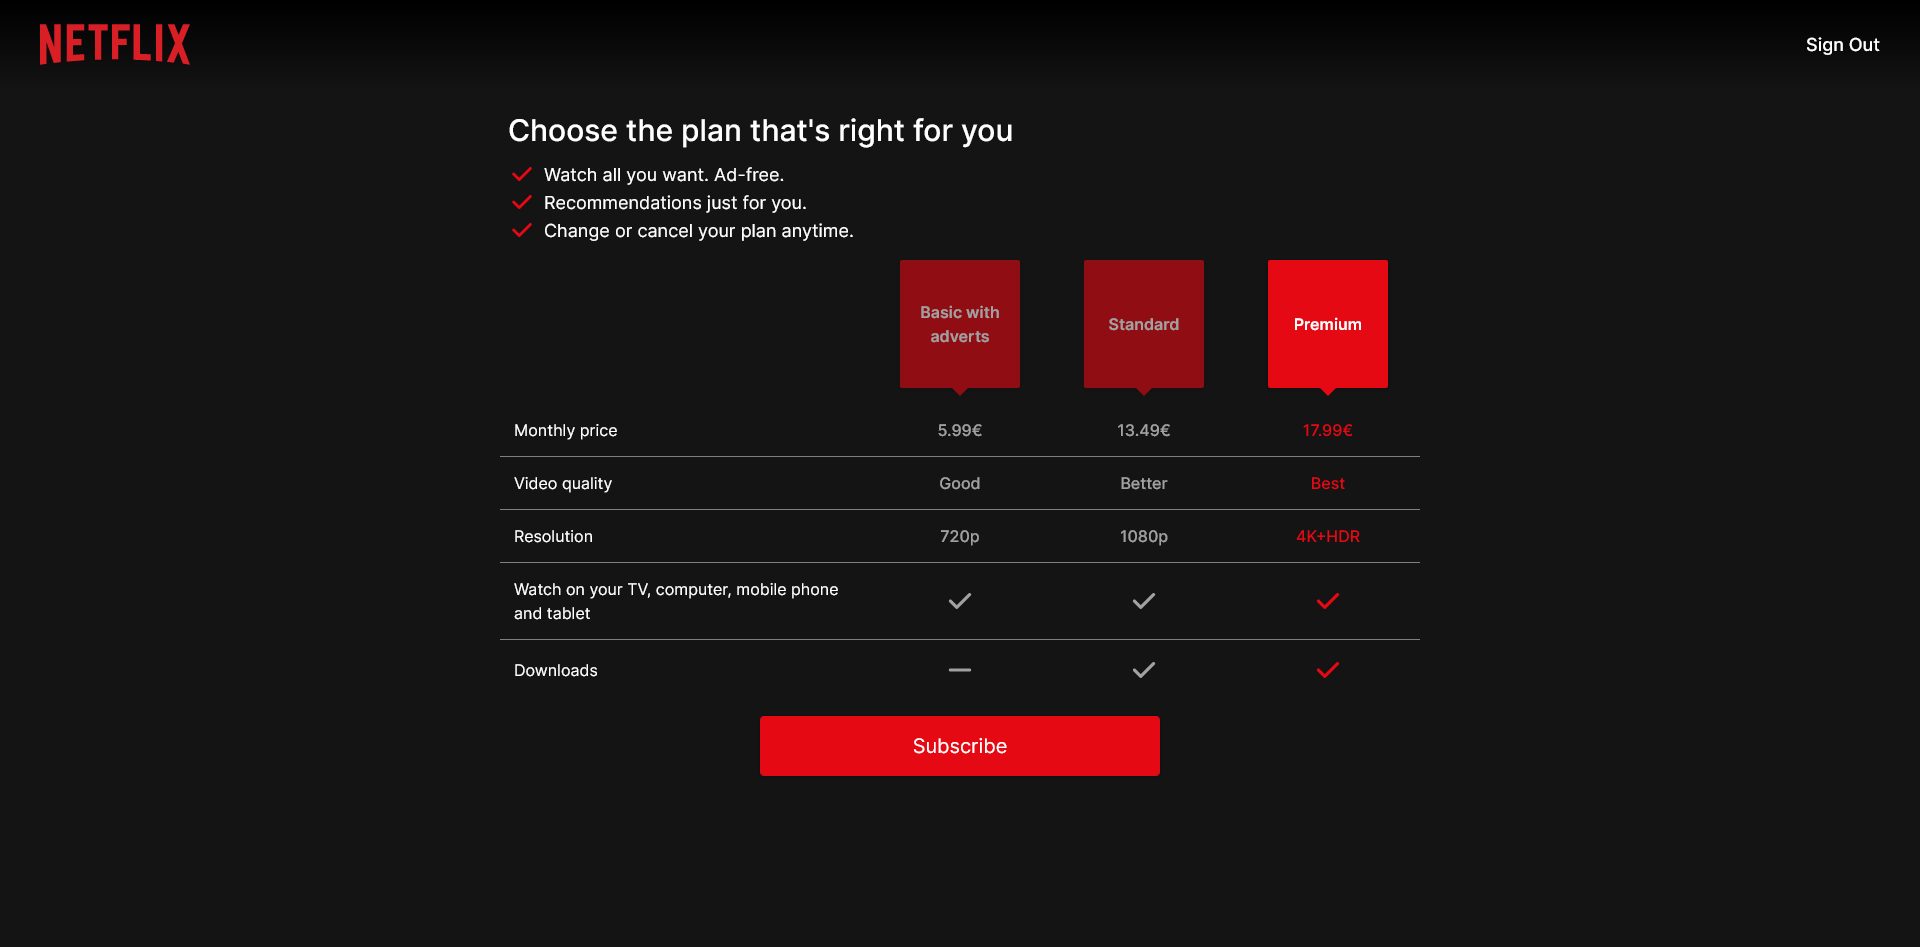 NETFLIX
Sign Out
Choose the plan that's right for you
Watch all you want. Ad-free.
Recommendations just for you.
Change or cancel your plan anytime.
Basic with
adverts
Standard
Premium
Monthly price 5.99€ 13.49€ 17.99€
Video quality Good Better Best
Resolution 720p 1080p 4K+HDR
Watch on your TV, computer, mobile phone
and tablet
Downloads
Subscribe